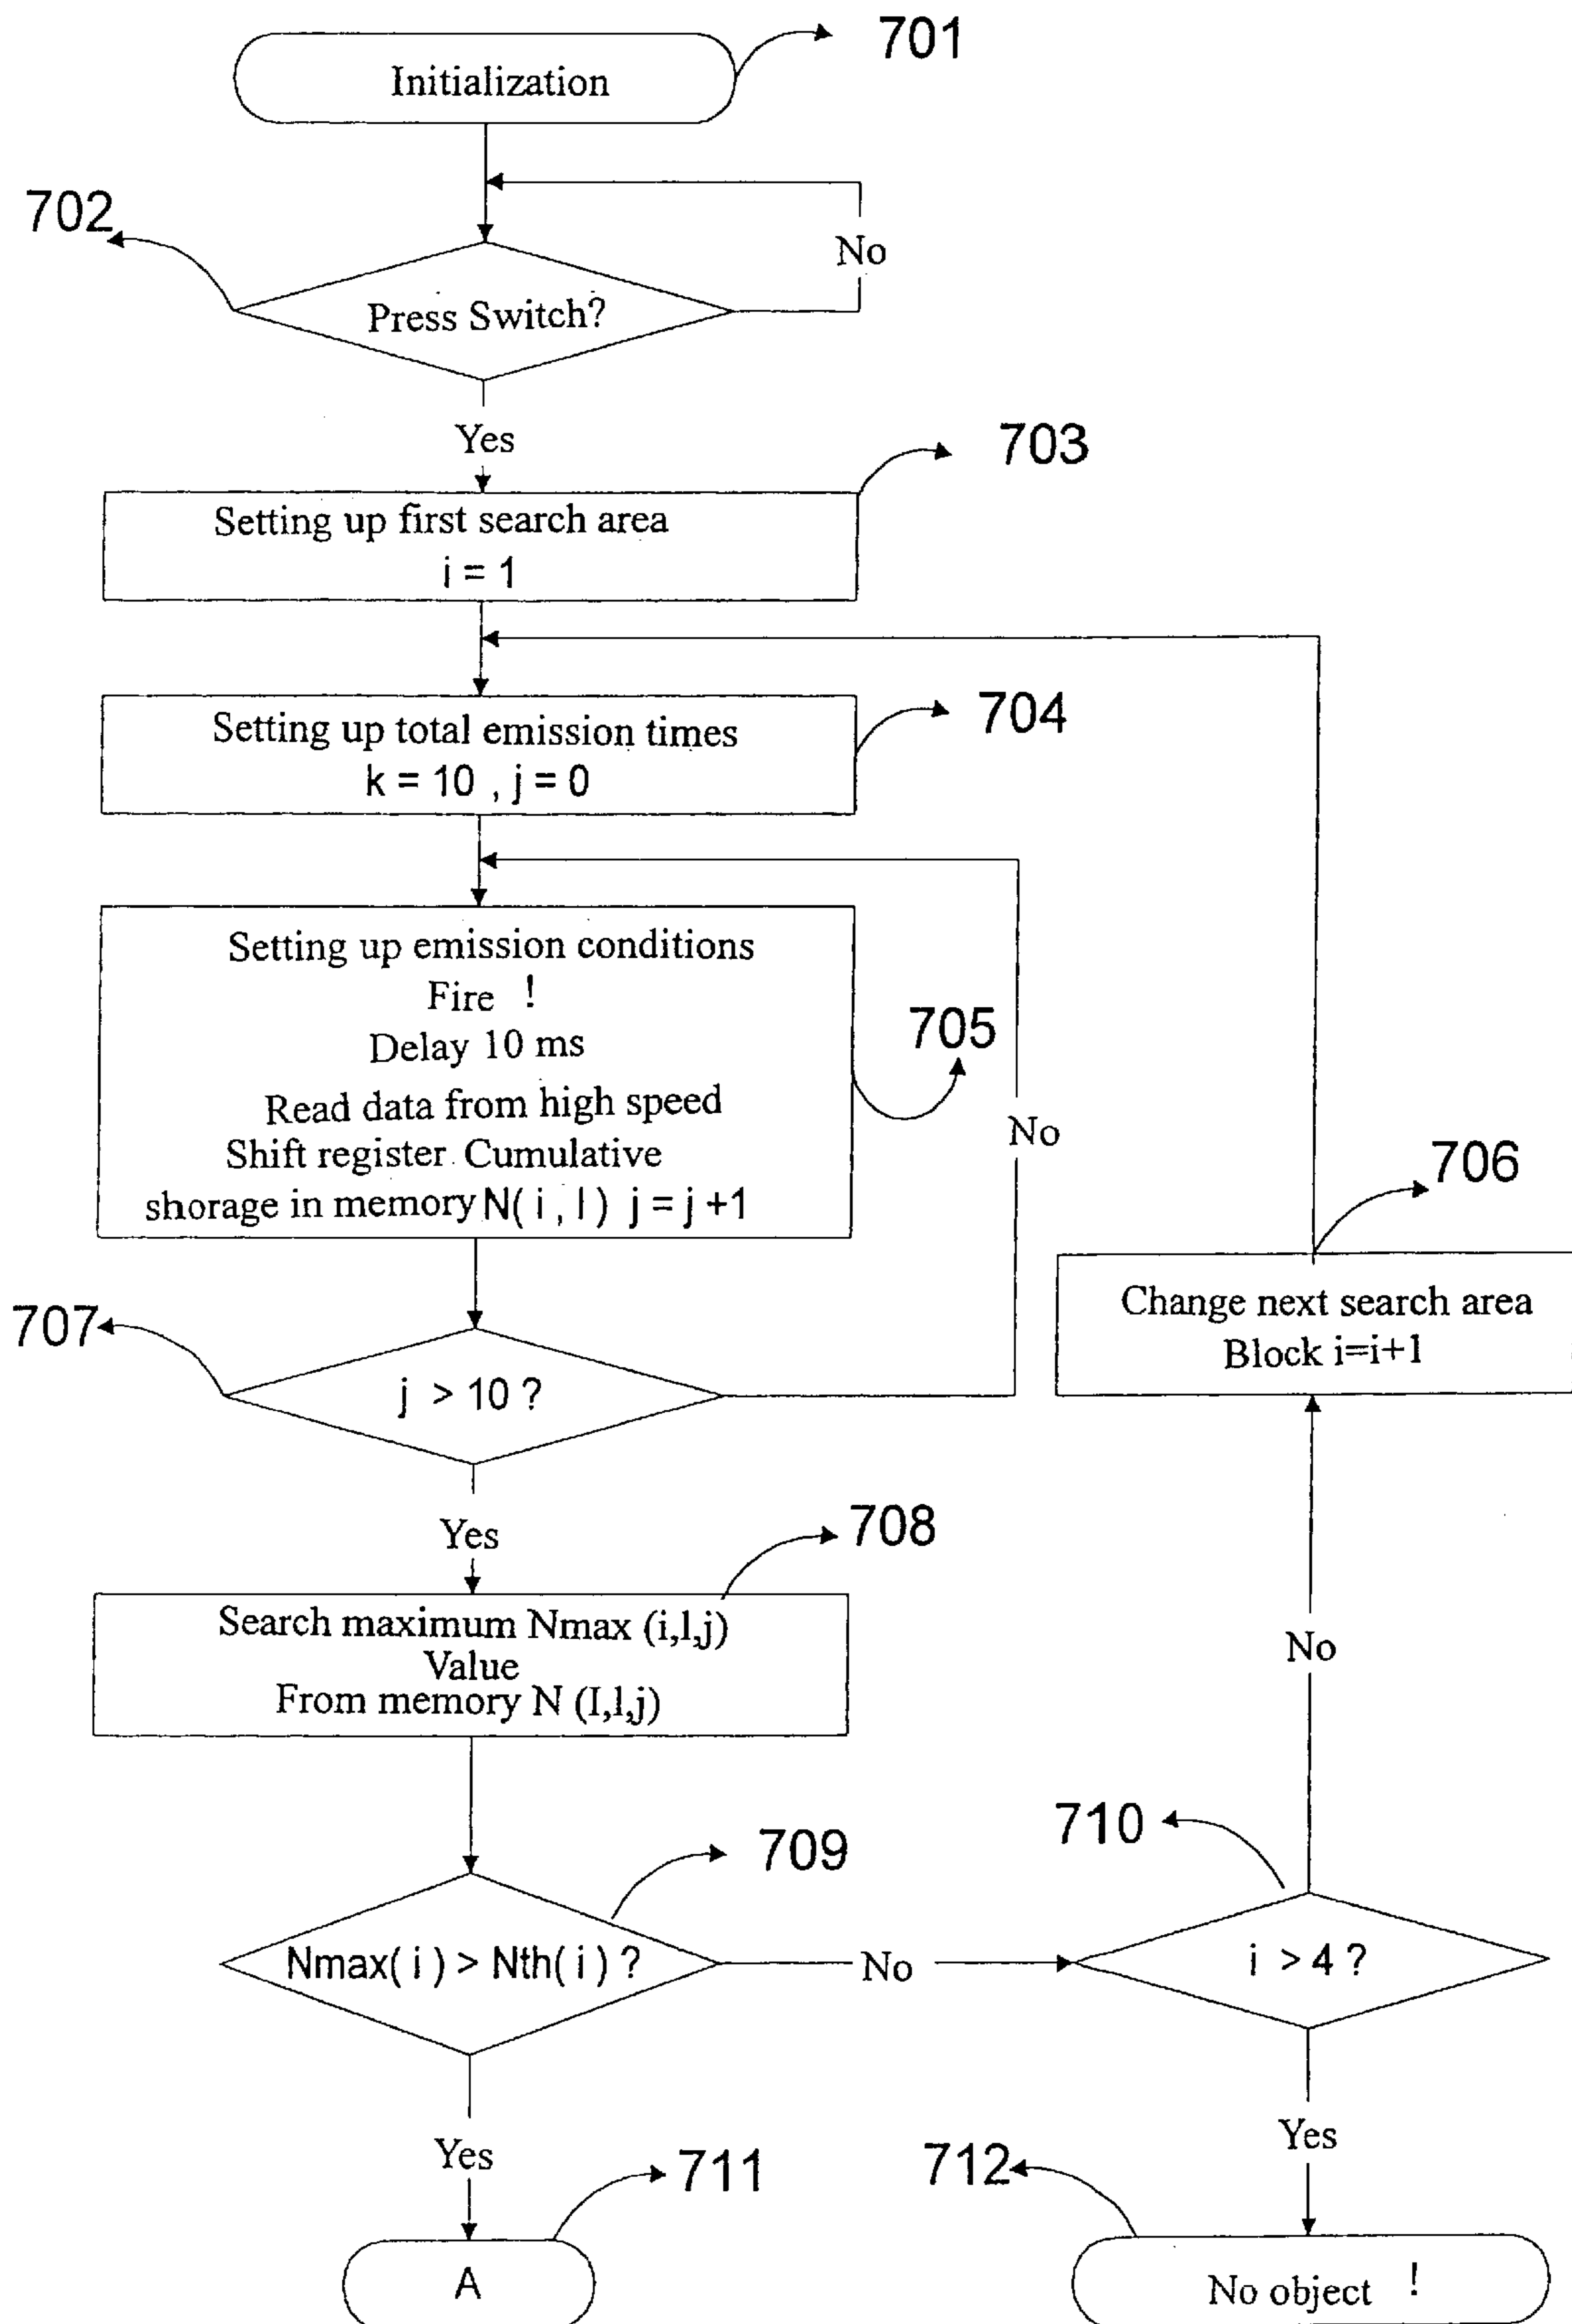 701
Initialization
702
No
Press Switch?
Yes
703
Setting up first search area
i = 1
704
Setting up total emission times
k = 10 , j = 0
Setting up emission conditions
Fire !
Delay 10 ms
705
Read data from high speed
Shift register. Cumulative
shorage in memory N( i , l ) j = j +1
No
706
Change next search area
Block i=i+1
707
j > 10 ?
Yes
708
Search maximum Nmax (i,l,j)
Value
From memory N (I,l,j)
No
709
710
Nmax( i ) > Nth( i ) ?
No
i > 4 ?
Yes
711
Yes
712
A
No object !